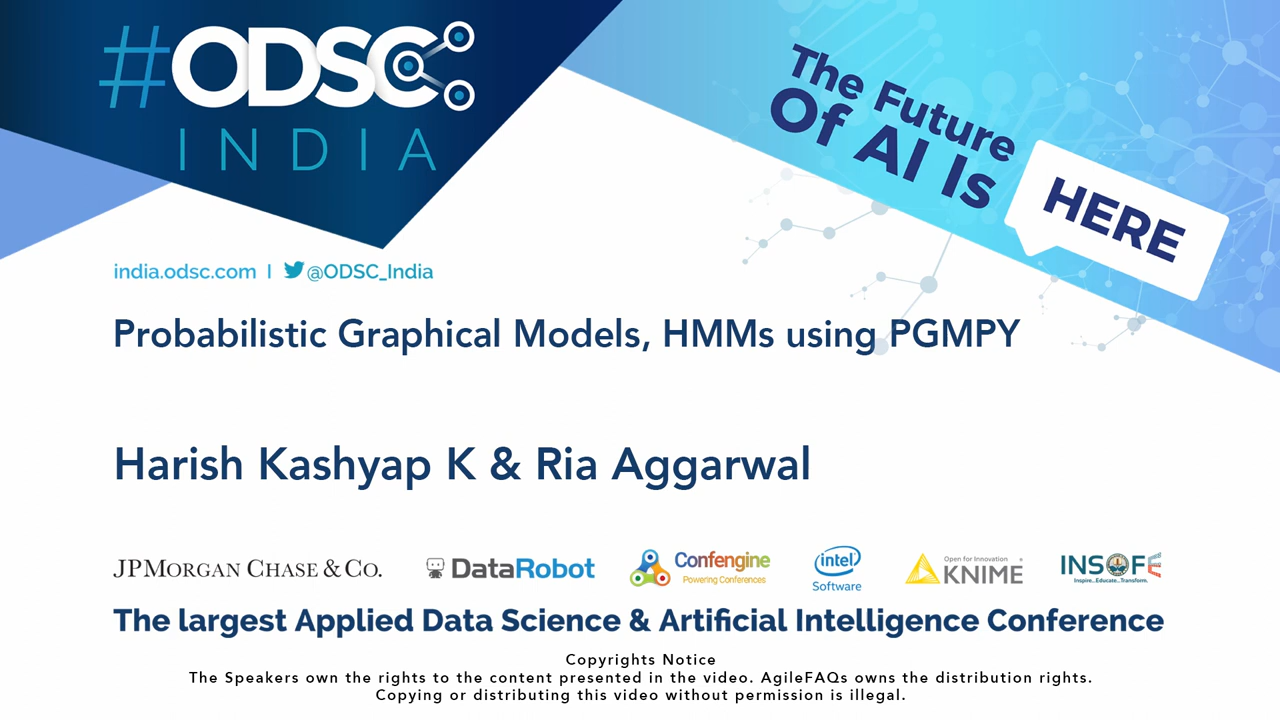 #ODSC
INDIA
The Future
Of AI Is
HERE
india.odsc.com | @ODSC_India
Probabilistic Graphical Models, HMMs using PGMPY
Harish Kashyap K & Ria Aggarwal
JPMORGAN CHASE & CO.
DataRobot
Confengine
Powering Conferences
intel
Software
Open for Innovation
KNIME
INSOFE
Inspire...Educate...Transform.
The largest Applied Data Science & Artificial Intelligence Conference
Copyrights Notice
The Speakers own the rights to the content presented in the video. AgileFAQs owns the distribution rights.
Copying or distributing this video without permission is illegal.